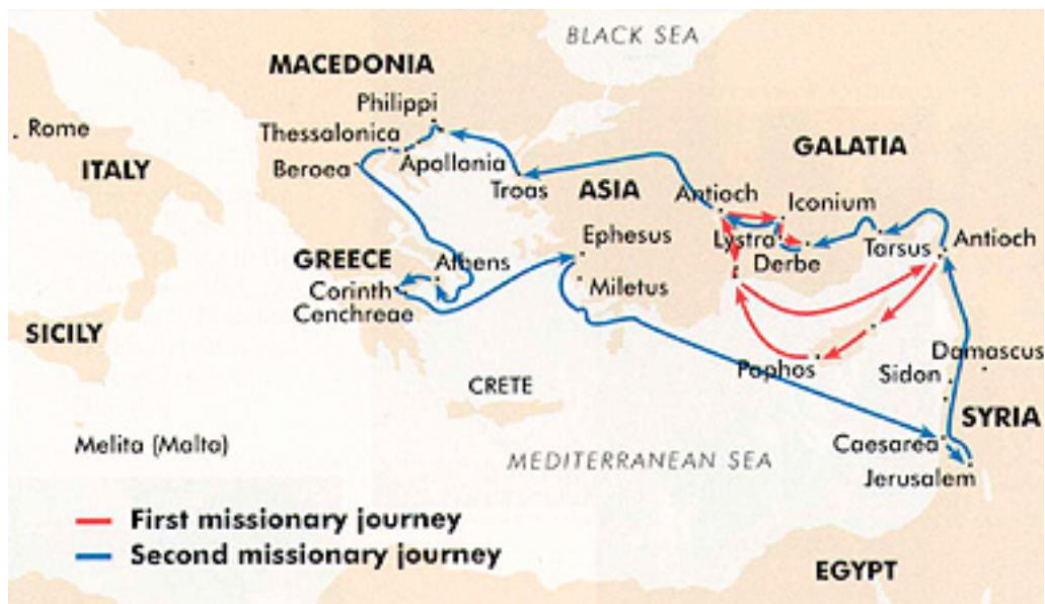 BLACK SEA
MACEDONIA
Philippi
Thessalonica
Rome
GALATIA
ITALY
Beroea
Apollania
Troas
ASIA
Antioch
Iconium
Ephesus
Lystra
Tarsus
Antioch
GREECE
Athens
Derbe
Corinth
Miletus
Cenchreae
SICILY
Damascus
Paphos
Sidon
CRETE
SYRIA
Melita (Malta)
Caesarea
MEDITERRANEAN SEA
Jerusalem
First missionary journey
Second missionary journey
EGYPT